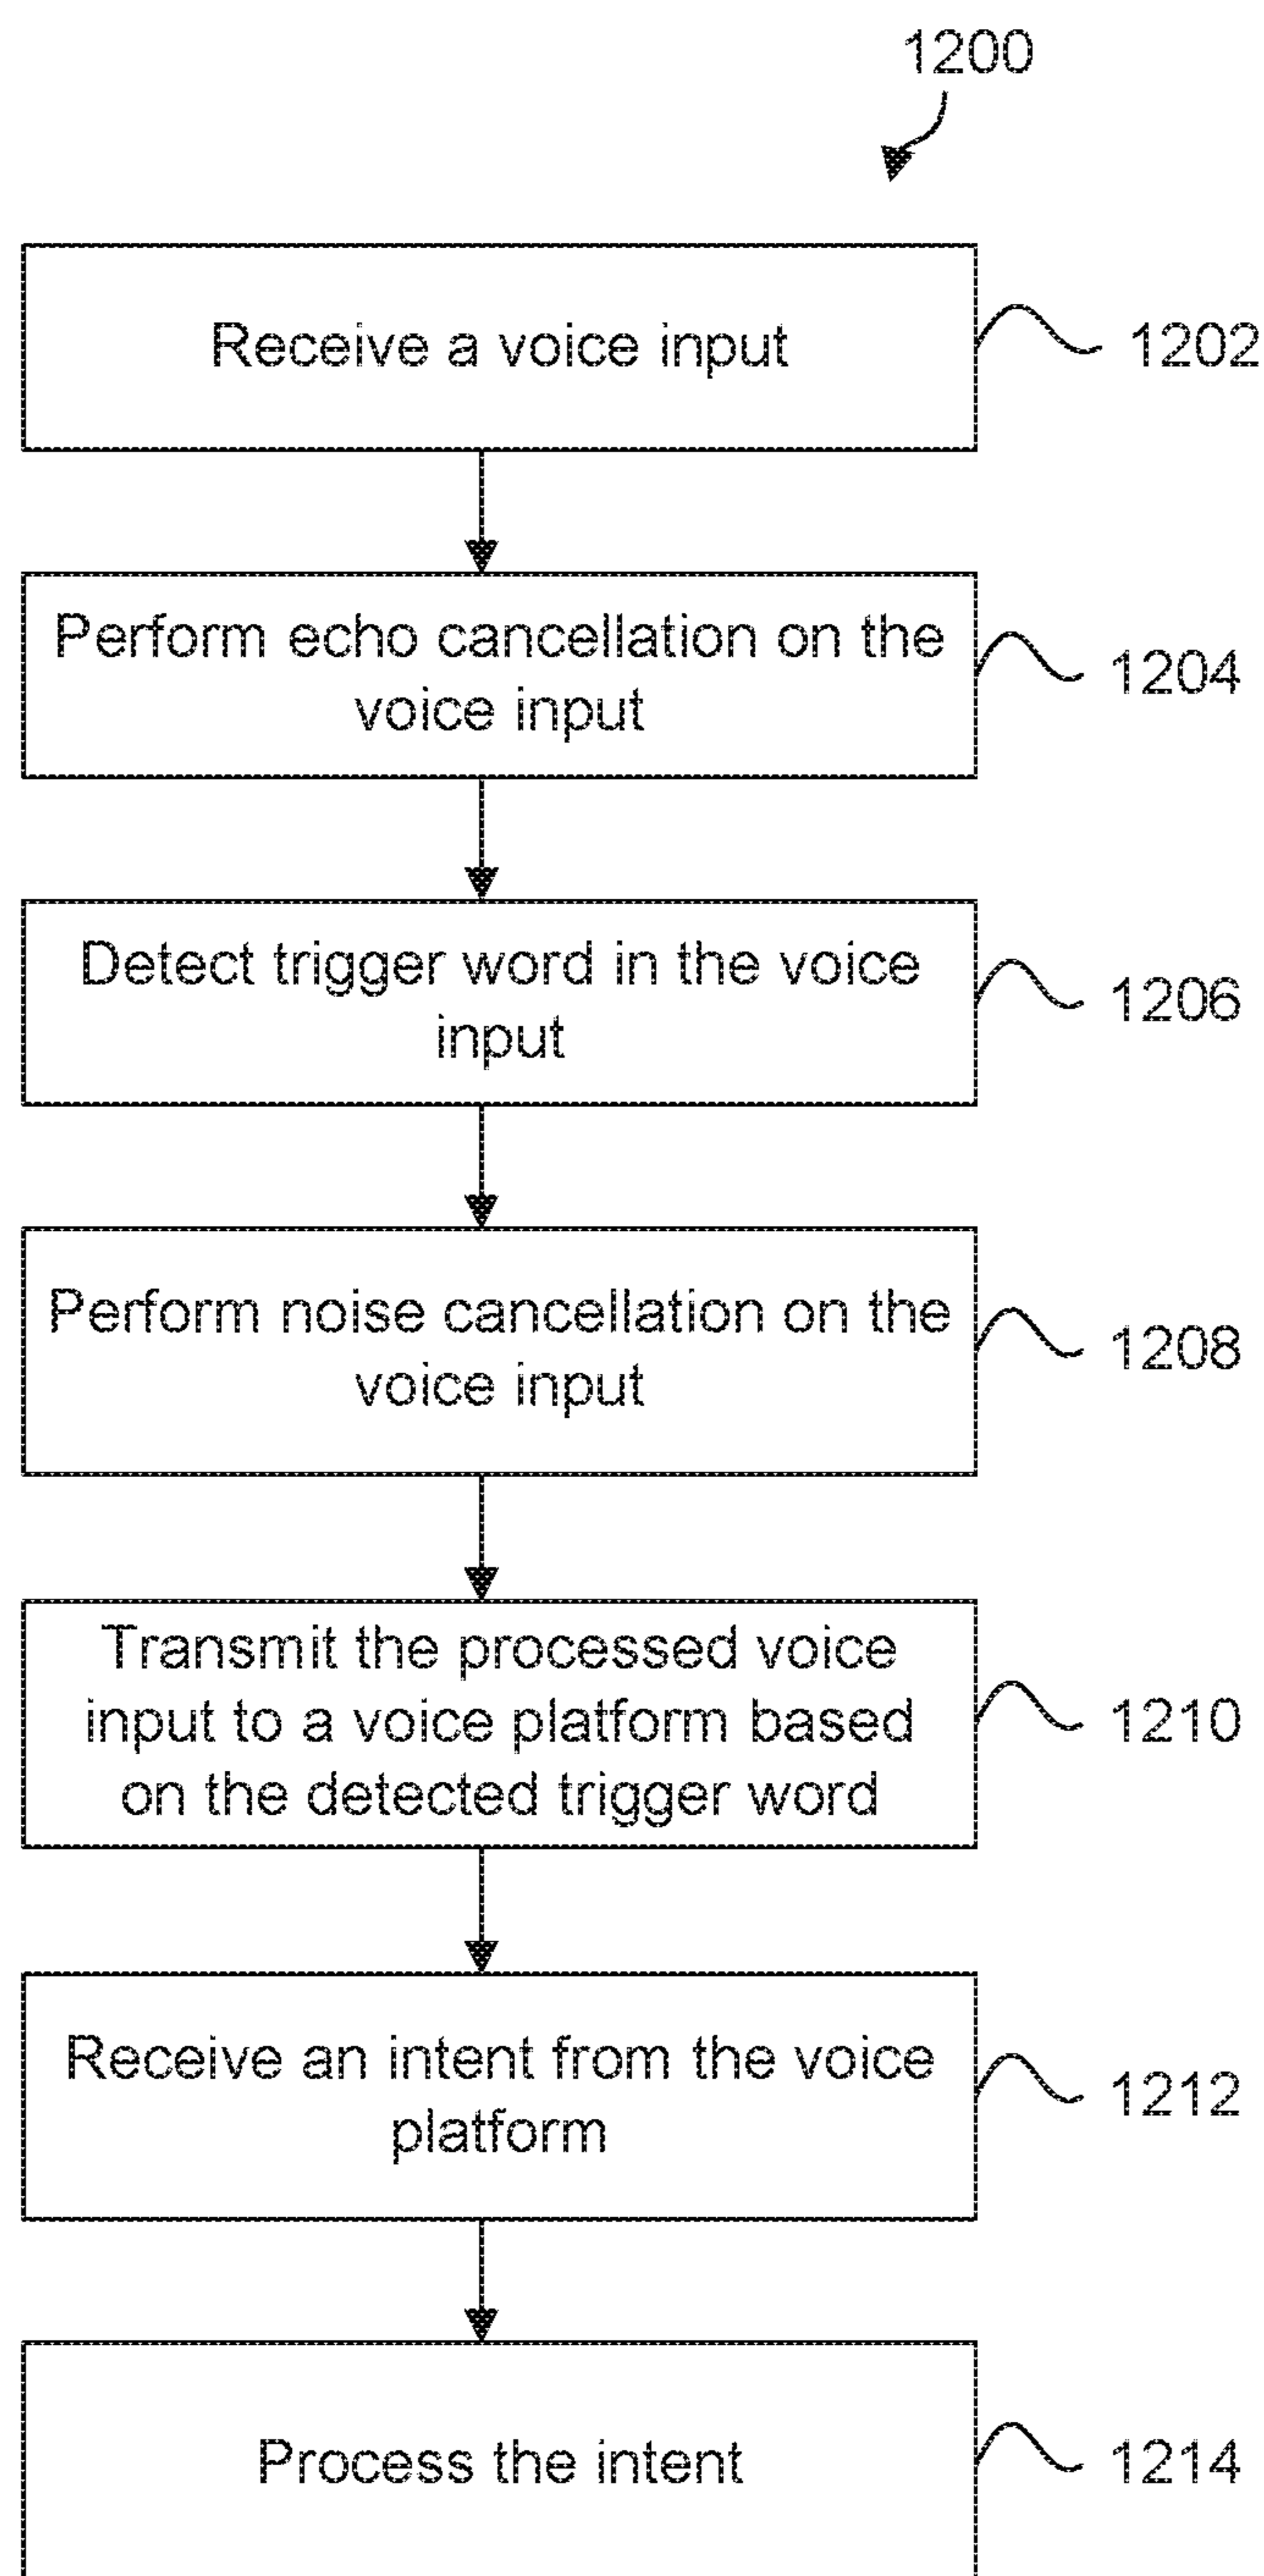 1200
Receive a voice input
1202
Perform echo cancellation on the
voice input
1204
Detect trigger word in the voice
input
1206
Perform noise cancellation on the
voice input
1208
Transmit the processed voice
input to a voice platform based
on the detected trigger word
1210
Receive an intent from the voice
platform
1212
Process the intent
1214